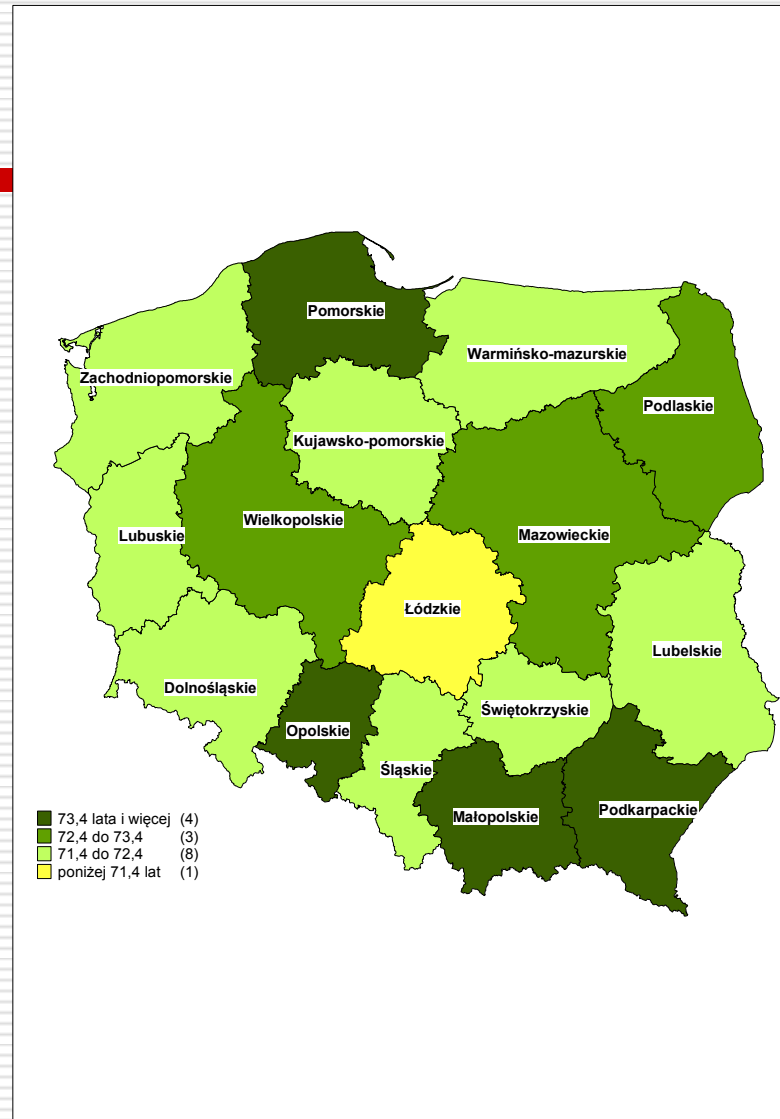 Pomorskie
Warmińsko-mazurskie
Zachodniopomorskie
Podlaskie
Kujawsko-pomorskie
Wielkopolskie
Mazowieckie
Lubuskie
Łódzkie
Lubelskie
Dolnośląskie
Świętokrzyskie
Opolskie
Śląskie
Małopolskie
Podkarpackie
73,4 lata i więcej (4)
72,4 do 73,4 (3)
71,4 do 72,4 (8)
poniżej 71,4 lat (1)